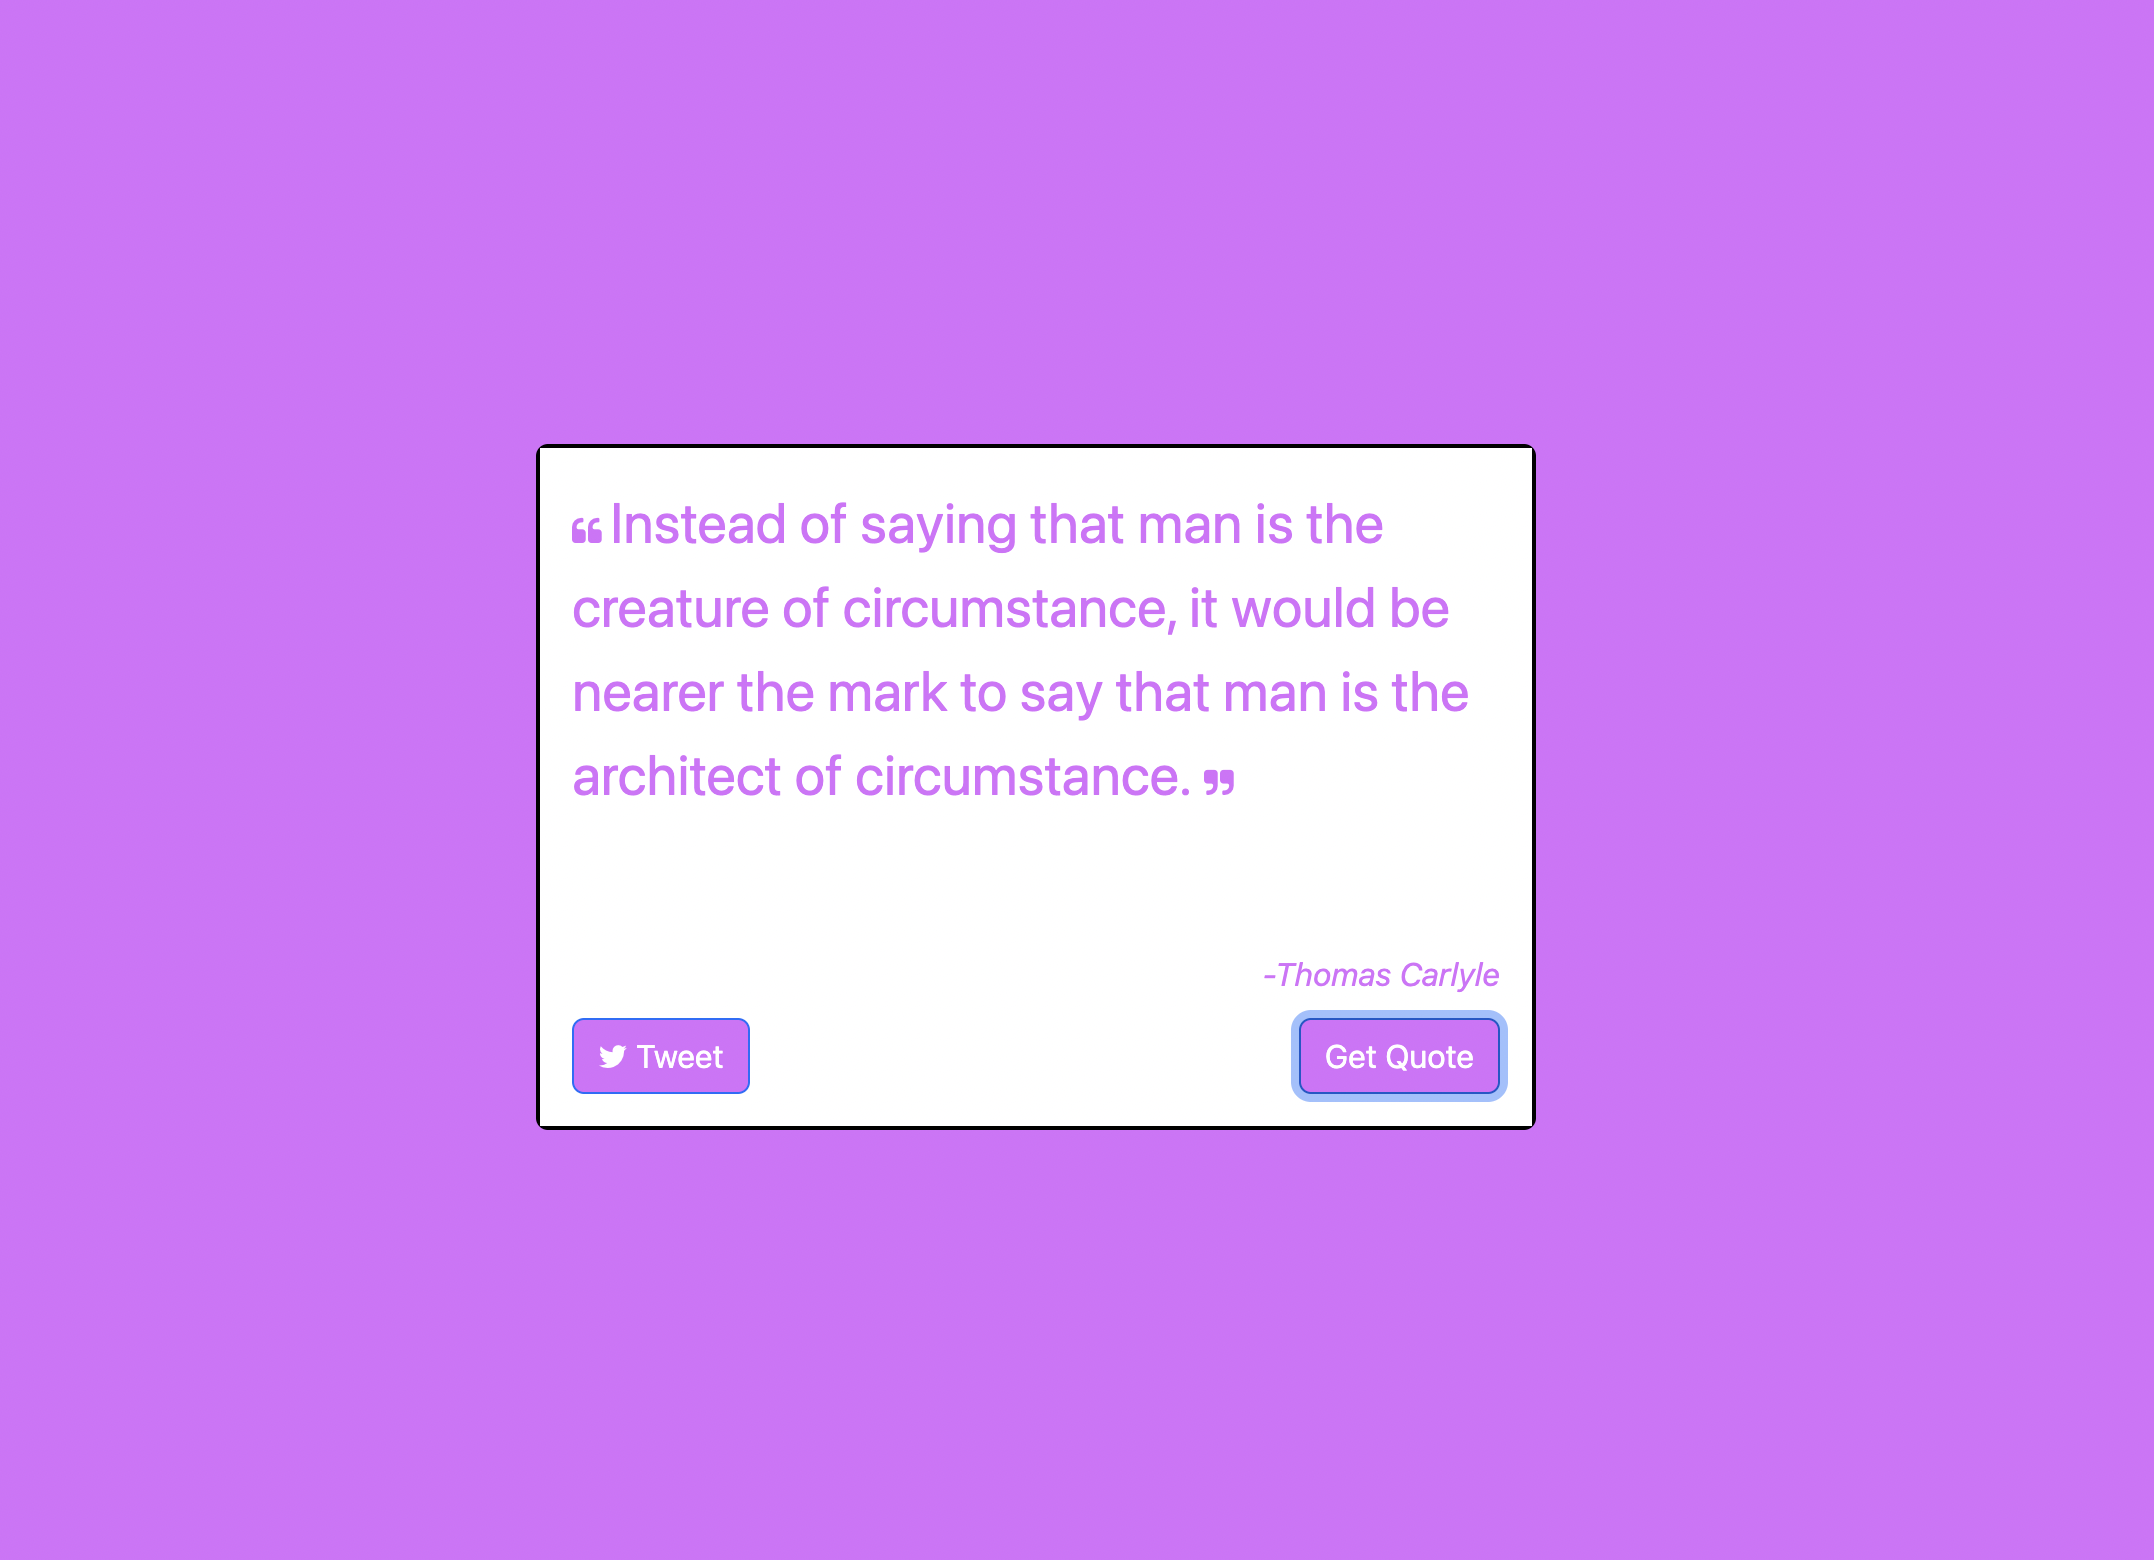 “ Instead of saying that man is the
creature of circumstance, it would be
nearer the mark to say that man is the
architect of circumstance. ”
-Thomas Carlyle
Tweet
Get Quote